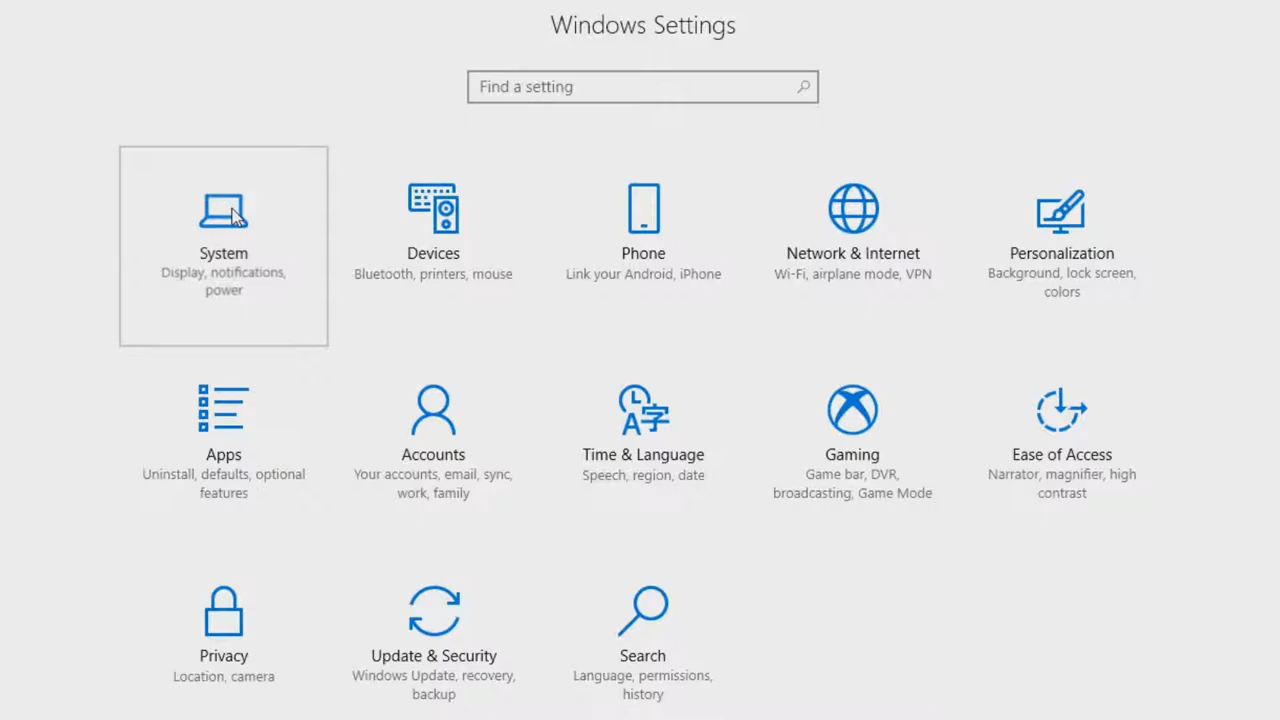 Windows Settings
Find a setting
System
Display, notifications,
power
Devices
Bluetooth, printers, mouse
Phone
Link your Android, iPhone
Network & Internet
Wi-Fi, airplane mode, VPN
Personalization
Background, lock screen,
colors
Apps
Uninstall, defaults, optional
features
Accounts
Your accounts, email, sync,
work, family
Time & Language
Speech, region, date
Gaming
Game bar, DVR,
broadcasting, Game Mode
Ease of Access
Narrator, magnifier, high
contrast
Privacy
Location, camera
Update & Security
Windows Update, recovery,
backup
Search
Language, permissions,
history